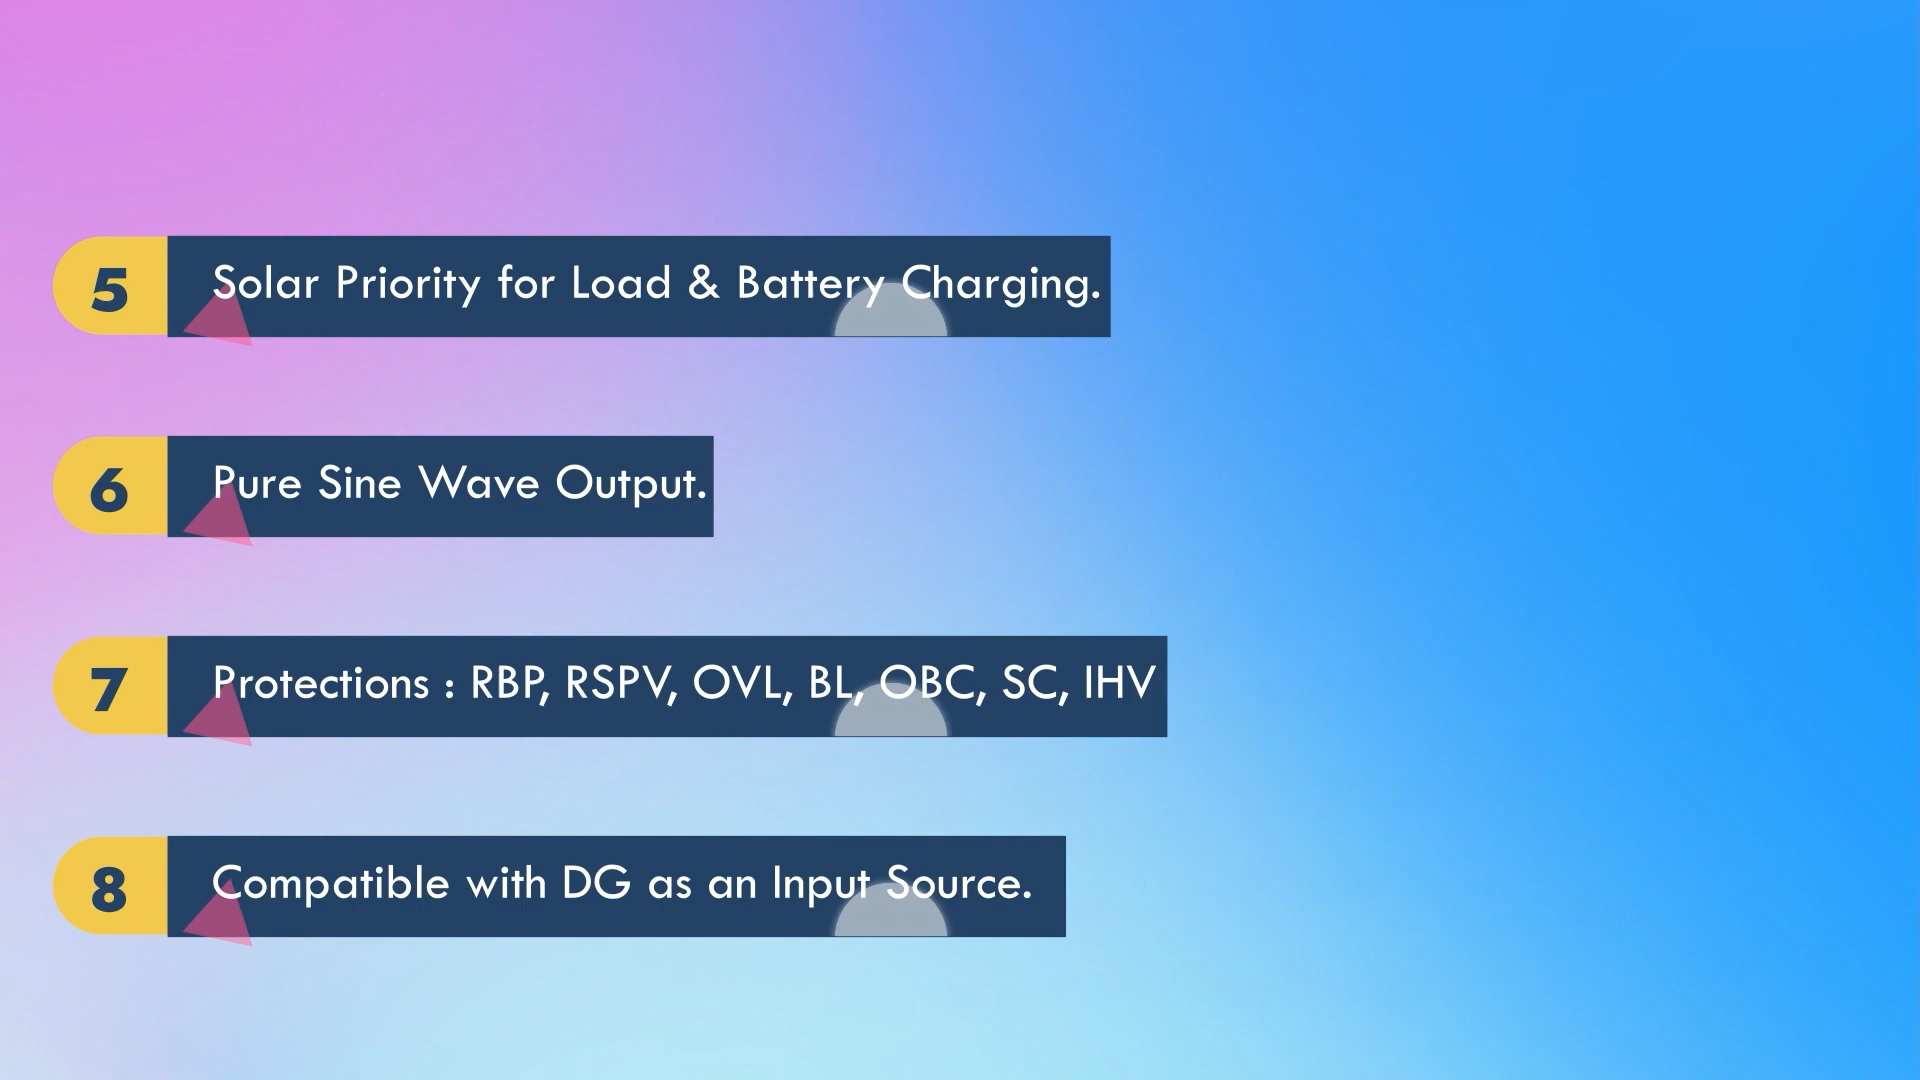 5 Solar Priority for Load & Battery Charging.
6 Pure Sine Wave Output.
7 Protections : RBP, RSPV, OVL, BL, OBC, SC, IHV
8 Compatible with DG as an Input Source.